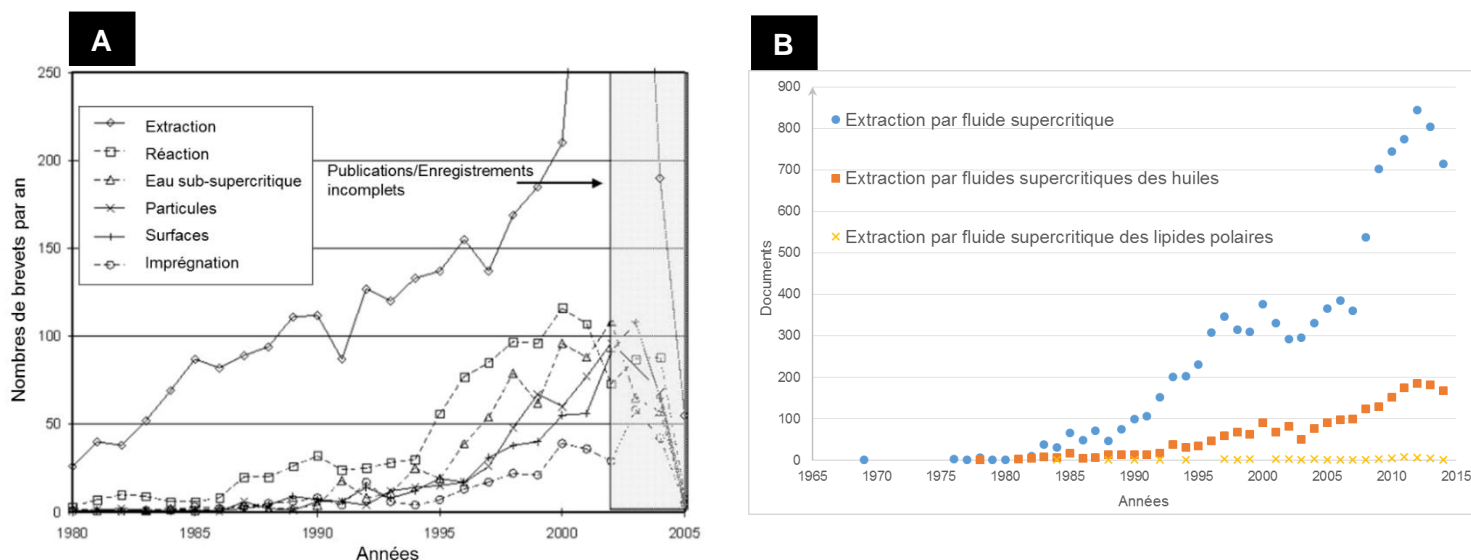 A
250
200
150
100
50
0
Nombres de brevets par an
Extraction
Réaction
Eau sub-supercritique
Particules
Surfaces
Imprégnation
Publications/Enregistrements
incomplets
1980
1985
1990
1995
2000
2005
Années
B
900
800
700
600
500
400
300
200
100
0
Documents
Extraction par fluide supercritique
Extraction par fluides supercritiques des huiles
Extraction par fluide supercritique des lipides polaires
1965
1970
1975
1980
1985
1990
1995
2000
2005
2010
2015
Années